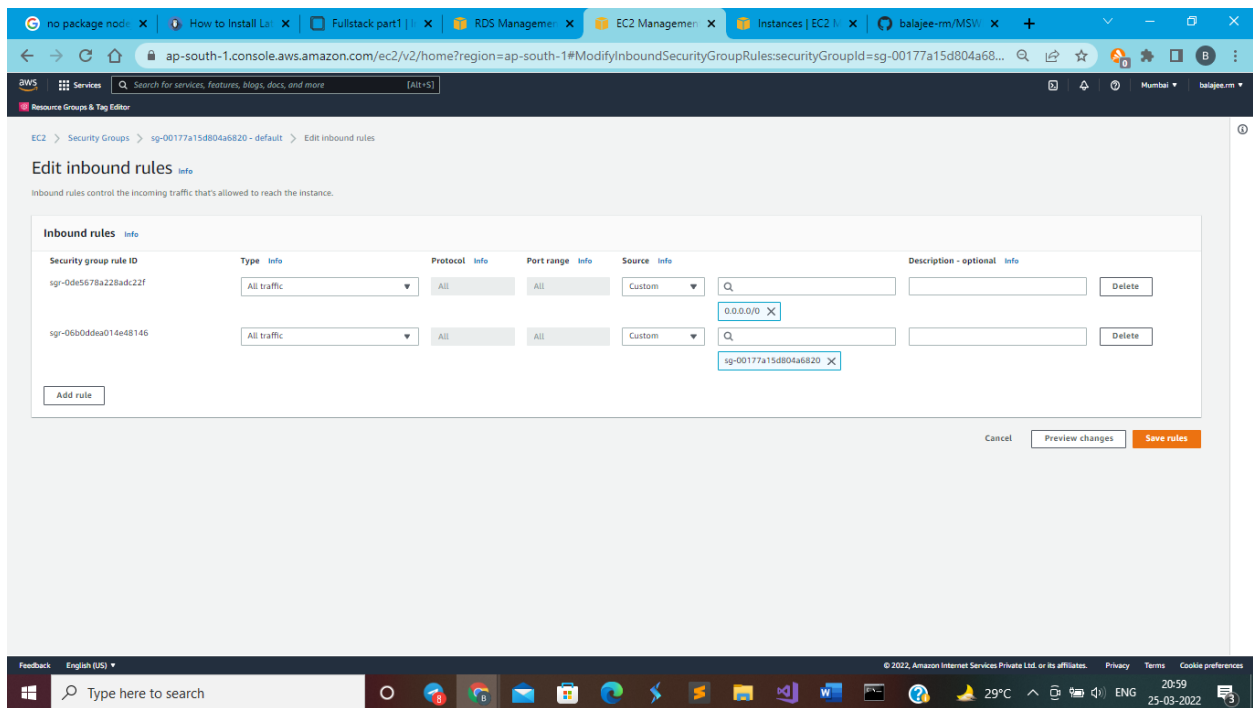 no package node
How to Install Lat
Fullstack part1 | In
RDS Managemen
EC2 Managemen
Instances | EC2 M
balajee-rm/MSW
ap-south-1.console.aws.amazon.com/ec2/v2/home?region=ap-south-1#ModifyInboundSecurityGroupRules:securityGroupId=sg-00177a15d804a68...
aws Services Search for services, features, blogs, docs, and more [Alt+S] Mumbai balajee.rm
Resource Groups & Tag Editor
EC2 > Security Groups > sg-00177a15d804a6820 - default > Edit inbound rules
Edit inbound rules Info
Inbound rules control the incoming traffic that's allowed to reach the instance.
Inbound rules Info
Security group rule ID Type Info Protocol Info Port range Info Source Info Description - optional Info
sgr-0de5678a228adc22f All traffic All All Custom Delete
0.0.0.0/0
sgr-06b0ddea014e48146 All traffic All All Custom Delete
sg-00177a15d804a6820
Add rule
Cancel Preview changes Save rules
Feedback English (US) © 2022, Amazon Internet Services Private Ltd. or its affiliates. Privacy Terms Cookie preferences
Type here to search 29°C ENG 20:59
25-03-2022